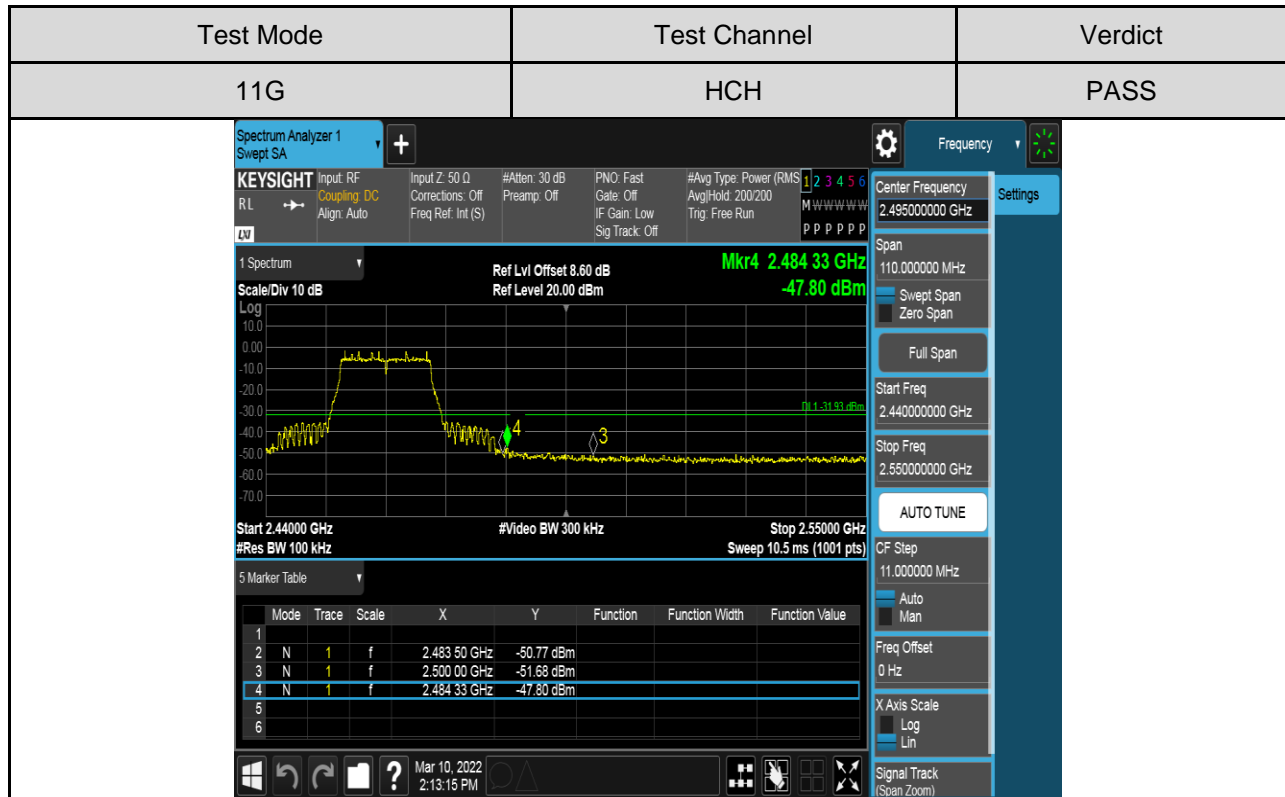 Test Mode Test Channel Verdict
11G HCH PASS
Spectrum Analyzer 1
Swept SA
+
Frequency
KEYSIGHT Input: RF Input Z: 50 Ω #Atten: 30 dB PNO: Fast #Avg Type: Power (RMS 1 2 3 4 5 6
RL Coupling: DC Corrections: Off Preamp: Off Gate: Off Avg|Hold: 200/200 M W W W W W
Align: Auto Freq Ref: Int (S) IF Gain: Low Trig: Free Run
LXI Sig Track: Off P P P P P P
1 Spectrum
Ref Lvl Offset 8.60 dB Mkr4 2.484 33 GHz
Scale/Div 10 dB Ref Level 20.00 dBm -47.80 dBm
Log
10.0
0.00
-10.0
-20.0
-30.0
DL1 -31.93 dBm
-40.0
4
3
-50.0
-60.0
-70.0
Start 2.44000 GHz #Video BW 300 kHz Stop 2.55000 GHz
#Res BW 100 kHz Sweep 10.5 ms (1001 pts)
5 Marker Table
Mode Trace Scale X Y Function Function Width Function Value
1
2 N 1 f 2.483 50 GHz -50.77 dBm
3 N 1 f 2.500 00 GHz -51.68 dBm
4 N 1 f 2.484 33 GHz -47.80 dBm
5
6
?
Mar 10, 2022
2:13:15 PM
Center Frequency
2.495000000 GHz
Settings
Span
110.000000 MHz
Swept Span
Zero Span
Full Span
Start Freq
2.440000000 GHz
Stop Freq
2.550000000 GHz
AUTO TUNE
CF Step
11.000000 MHz
Auto
Man
Freq Offset
0 Hz
X Axis Scale
Log
Lin
Signal Track
(Span Zoom)